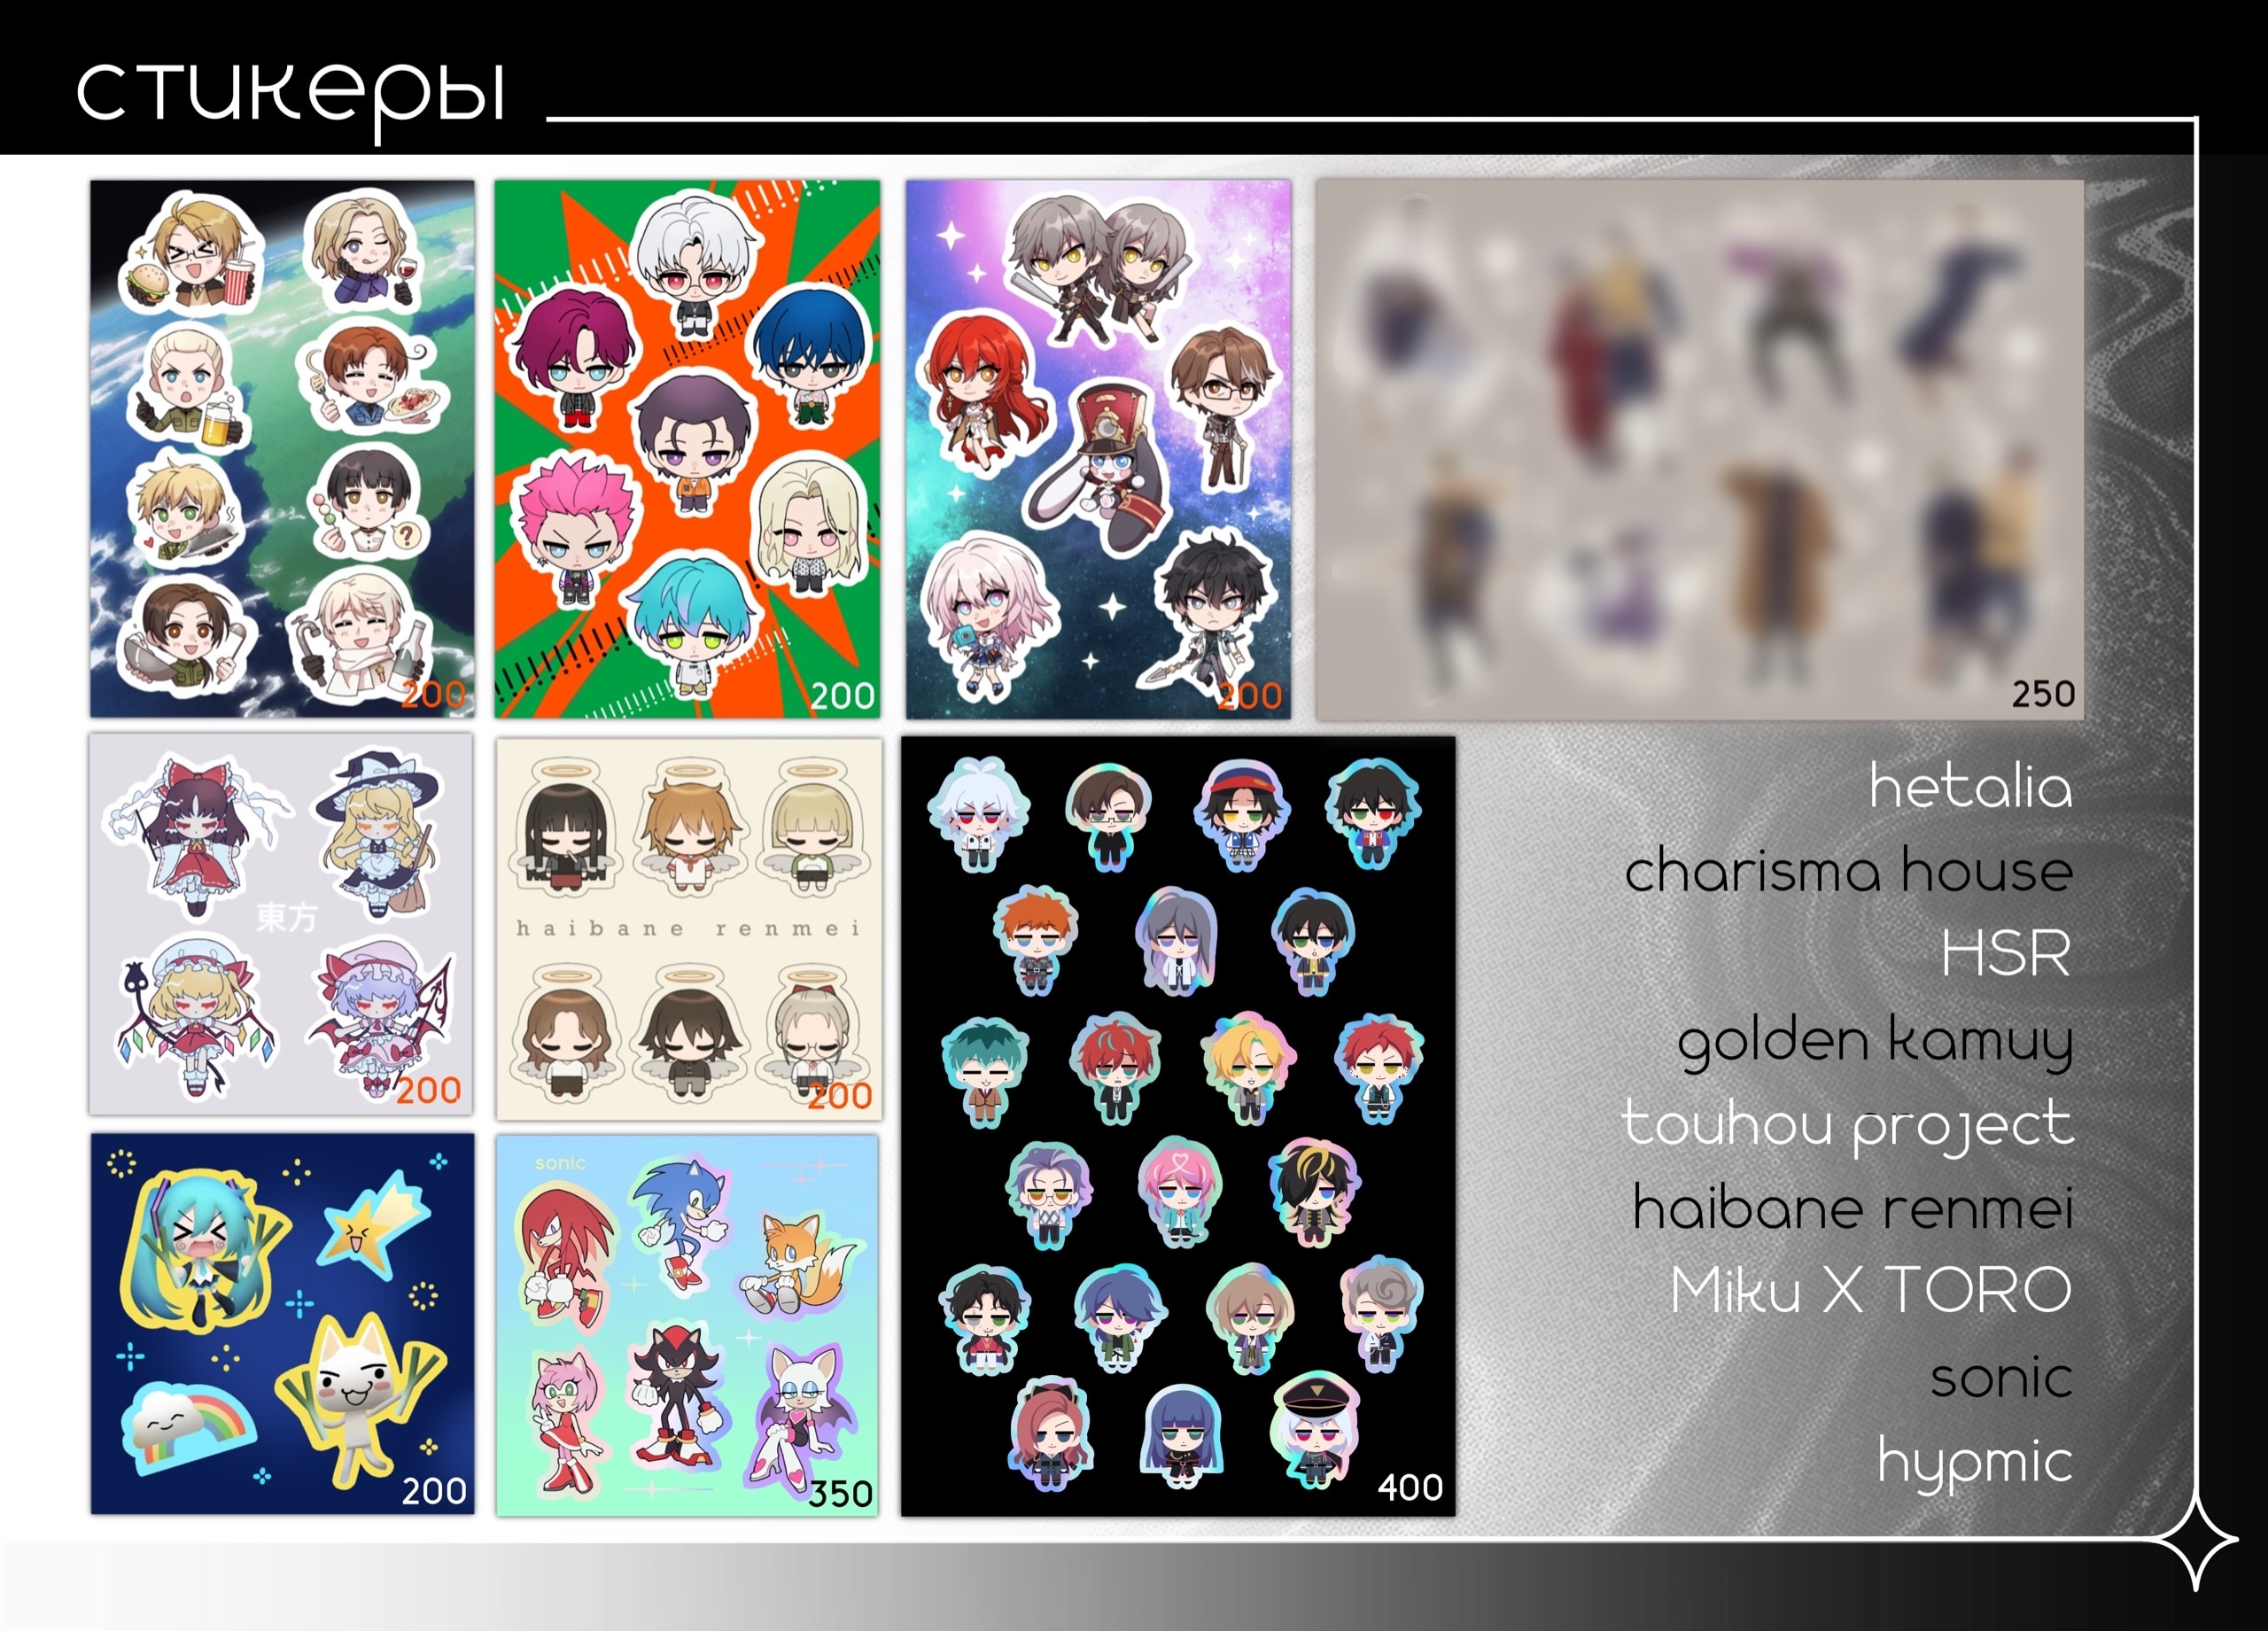 стикеры
200
200
200
250
東方
200
haibane renmei
200
200
sonic
350
400
?
hetalia
charisma house
HSR
golden kamuy
touhou project
haibane renmei
Miku X TORO
sonic
hypmic